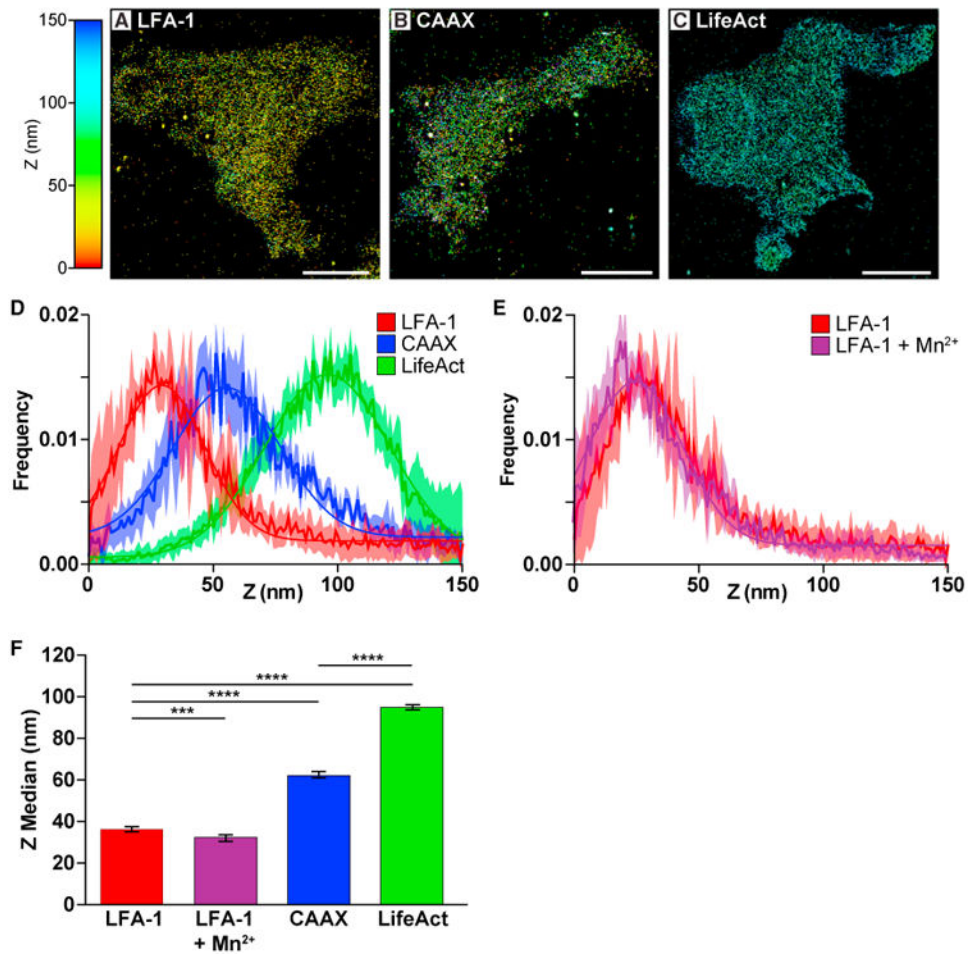 A LFA-1
B CAAX
C LifeAct
150
100
50
0
Z (nm)
D
0.02
0.01
0.00
Frequency
LFA-1
CAAX
LifeAct
0 50 100 150
Z (nm)
E
0.02
0.01
0.00
Frequency
LFA-1
LFA-1 + Mn²⁺
0 50 100 150
Z (nm)
F
120
100
80
60
40
20
0
Z Median (nm)
****
****
****
***
LFA-1 LFA-1 CAAX LifeAct
+ Mn²⁺